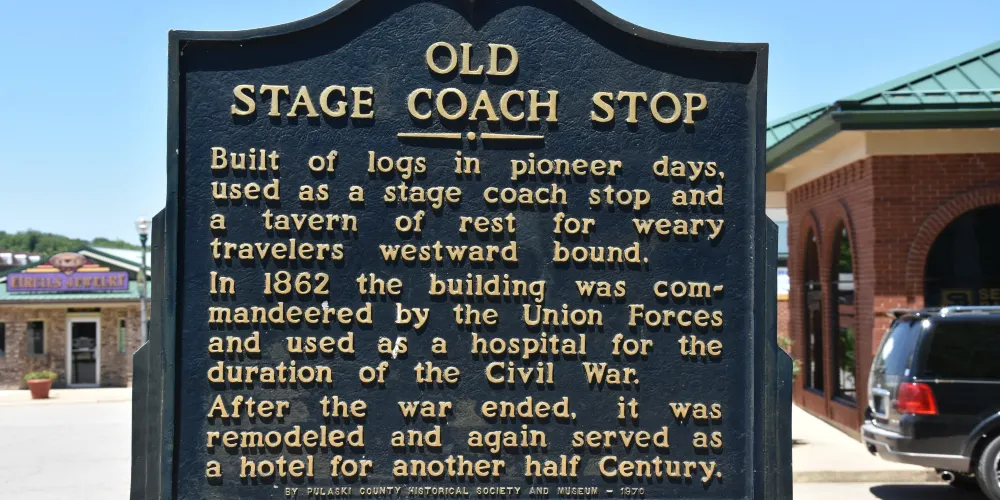 OLD
STAGE COACH STOP
Built of logs in pioneer days,
used as a stage coach stop and
a tavern of rest for weary
travelers westward bound.
In 1862 the building was com-
mandeered by the Union Forces
and used as a hospital for the
duration of the Civil War.
After the war ended, it was
remodeled and again served as
a hotel for another half Century.
BY PULASKI COUNTY HISTORICAL SOCIETY AND MUSEUM - 1970